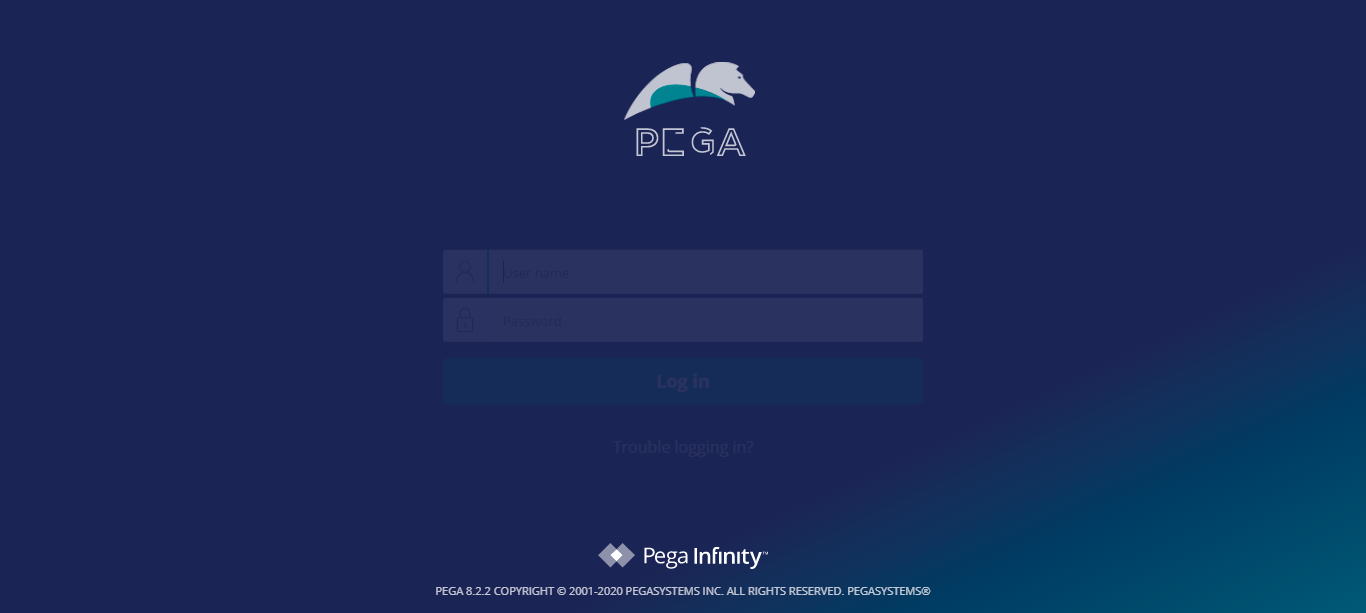 PEGA
User name
Password
Log in
Trouble logging in?
Pega Infinity™
PEGA 8.2.2 COPYRIGHT © 2001-2020 PEGASYSTEMS INC. ALL RIGHTS RESERVED. PEGASYSTEMS®